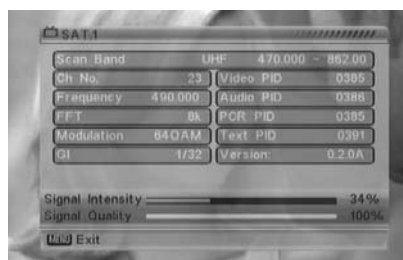 SAT.1
Scan Band UHF 470.000 - 862.00
Ch No. 23 Video PID 0385
Frequency 490.000 Audio PID 0386
FFT 8k PCR PID 0385
Modulation 64QAM Text PID 0391
GI 1/32 Version: 0.2.0A
Signal Intensity 34%
Signal Quality 100%
MENU Exit